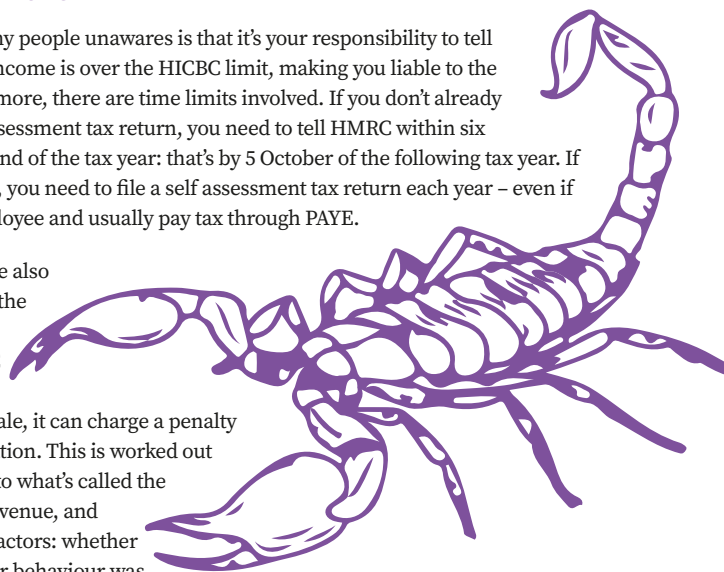 ny people unawares is that it’s your responsibility to tell
ncome is over the HICBC limit, making you liable to the
more, there are time limits involved. If you don’t already
ssessment tax return, you need to tell HMRC within six
nd of the tax year: that’s by 5 October of the following tax year. If
, you need to file a self assessment tax return each year – even if
loyee and usually pay tax through PAYE.
e also
the
ale, it can charge a penalty
tion. This is worked out
to what’s called the
venue, and
actors: whether
r behaviour was